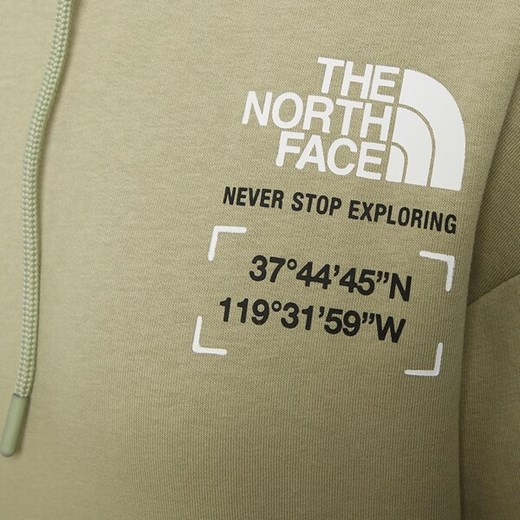 THE
NORTH
FACE
NEVER STOP EXPLORING
37°44'45”N
119°31'59”W